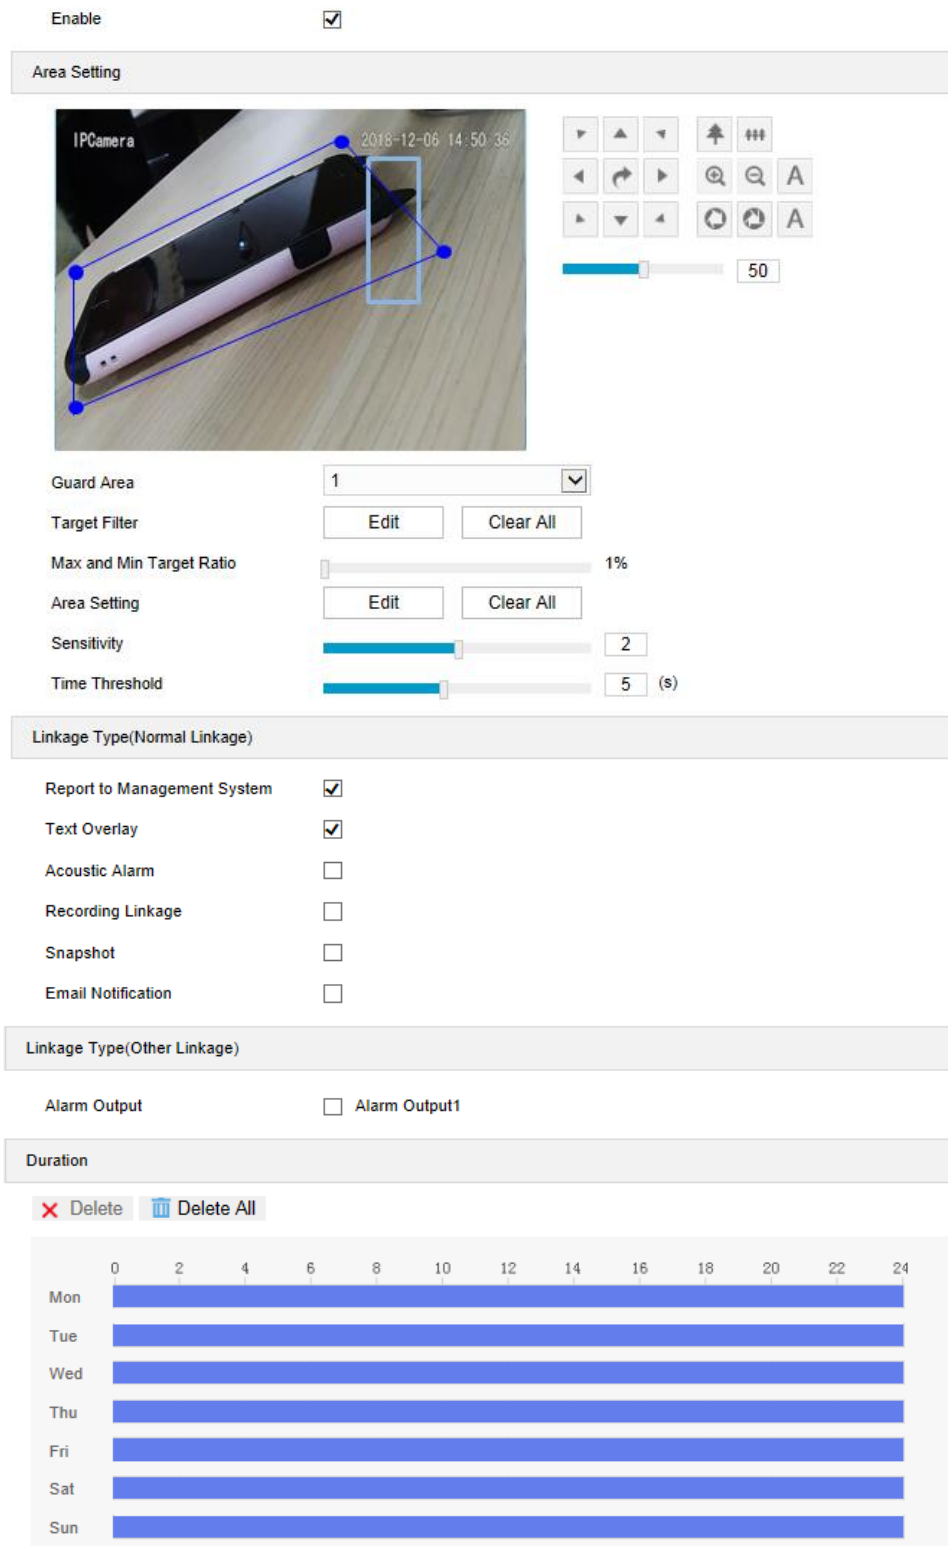 Enable
Area Setting
IPCamera
2018-12-06 14:50:36
A
A
50
Guard Area 1
Target Filter Edit Clear All
Max and Min Target Ratio 1%
Area Setting Edit Clear All
Sensitivity 2
Time Threshold 5 (s)
Linkage Type(Normal Linkage)
Report to Management System
Text Overlay
Acoustic Alarm
Recording Linkage
Snapshot
Email Notification
Linkage Type(Other Linkage)
Alarm Output Alarm Output1
Duration
Delete Delete All
0 2 4 6 8 10 12 14 16 18 20 22 24
Mon
Tue
Wed
Thu
Fri
Sat
Sun